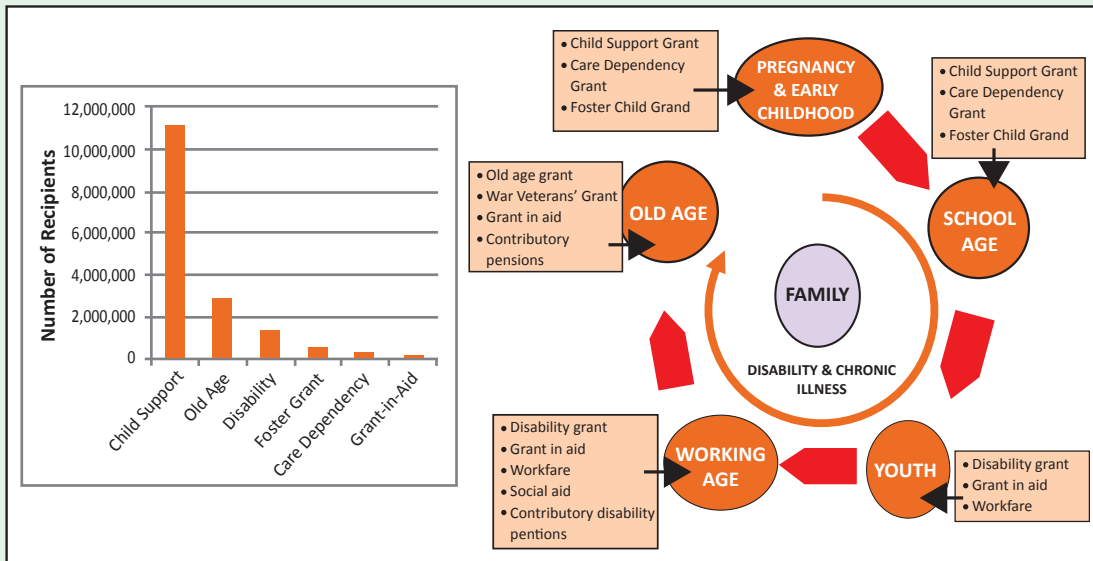 12,000,000
10,000,000
8,000,000
6,000,000
4,000,000
2,000,000
0
Number of Recipients
Child Support
Old Age
Disability
Foster Grant
Care Dependency
Grant-in-Aid
• Child Support Grant
• Care Dependency
Grant
• Foster Child Grand
PREGNANCY
& EARLY
CHILDHOOD
• Child Support Grant
• Care Dependency
Grant
• Foster Child Grand
SCHOOL
AGE
• Old age grant
• War Veterans’ Grant
• Grant in aid
• Contributory
pensions
OLD AGE
FAMILY
DISABILITY & CHRONIC
ILLNESS
• Disability grant
• Grant in aid
• Workfare
• Social aid
• Contributory disability
pentions
WORKING
AGE
YOUTH
• Disability grant
• Grant in aid
• Workfare